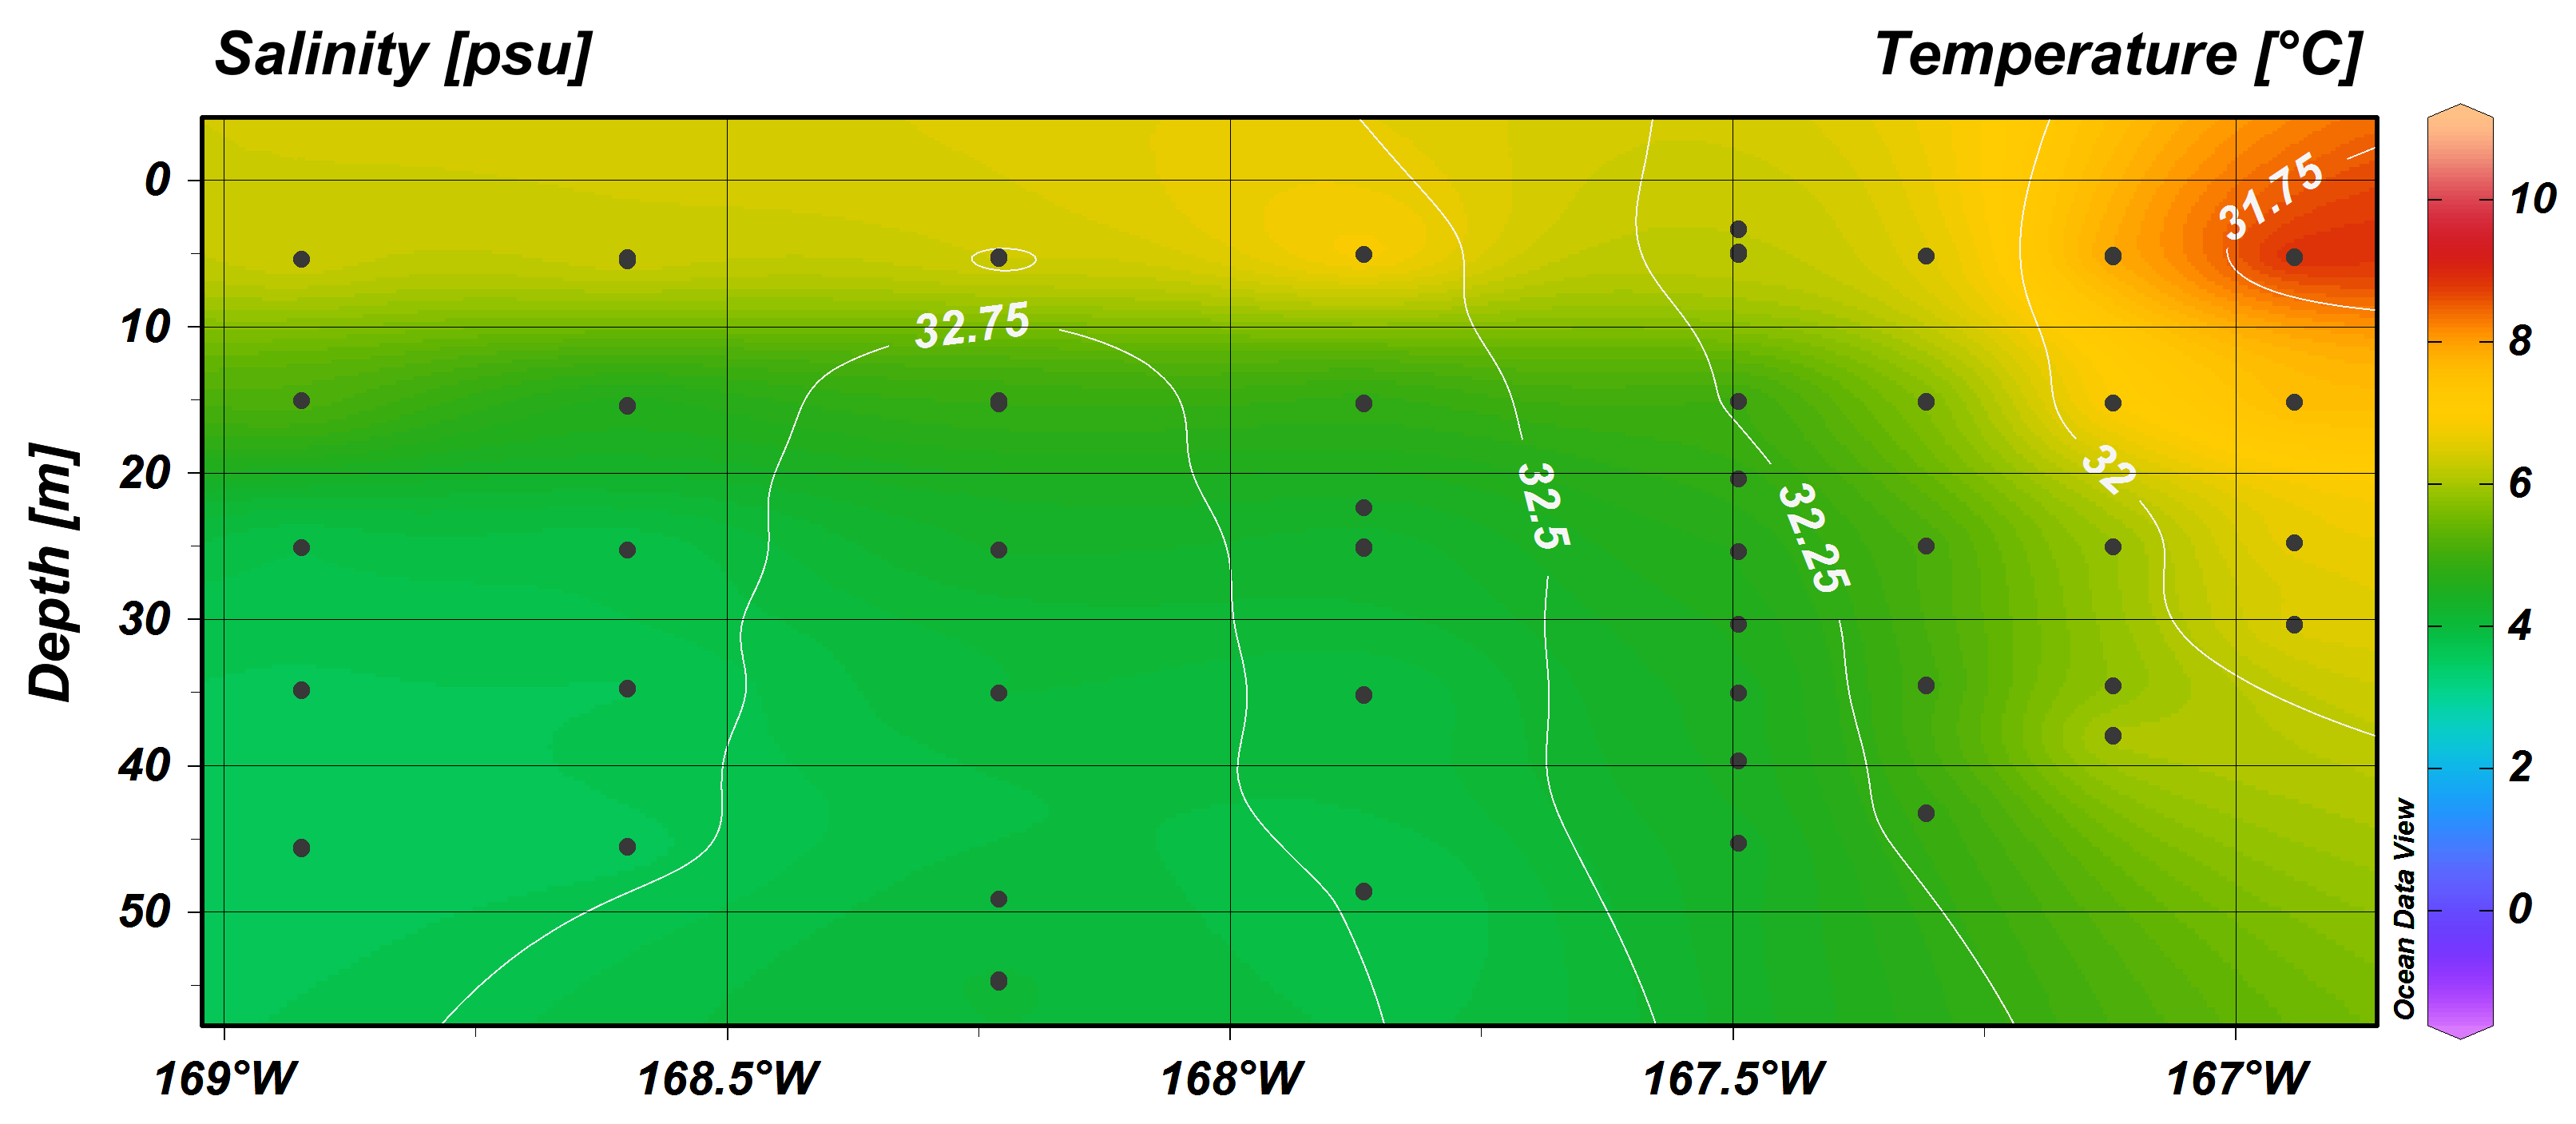 Salinity [psu]
Temperature [°C]
Depth [m]
0
10
20
30
40
50
169°W
168.5°W
168°W
167.5°W
167°W
32.75
32.5
32.25
32
31.75
10
8
6
4
2
0
Ocean Data View